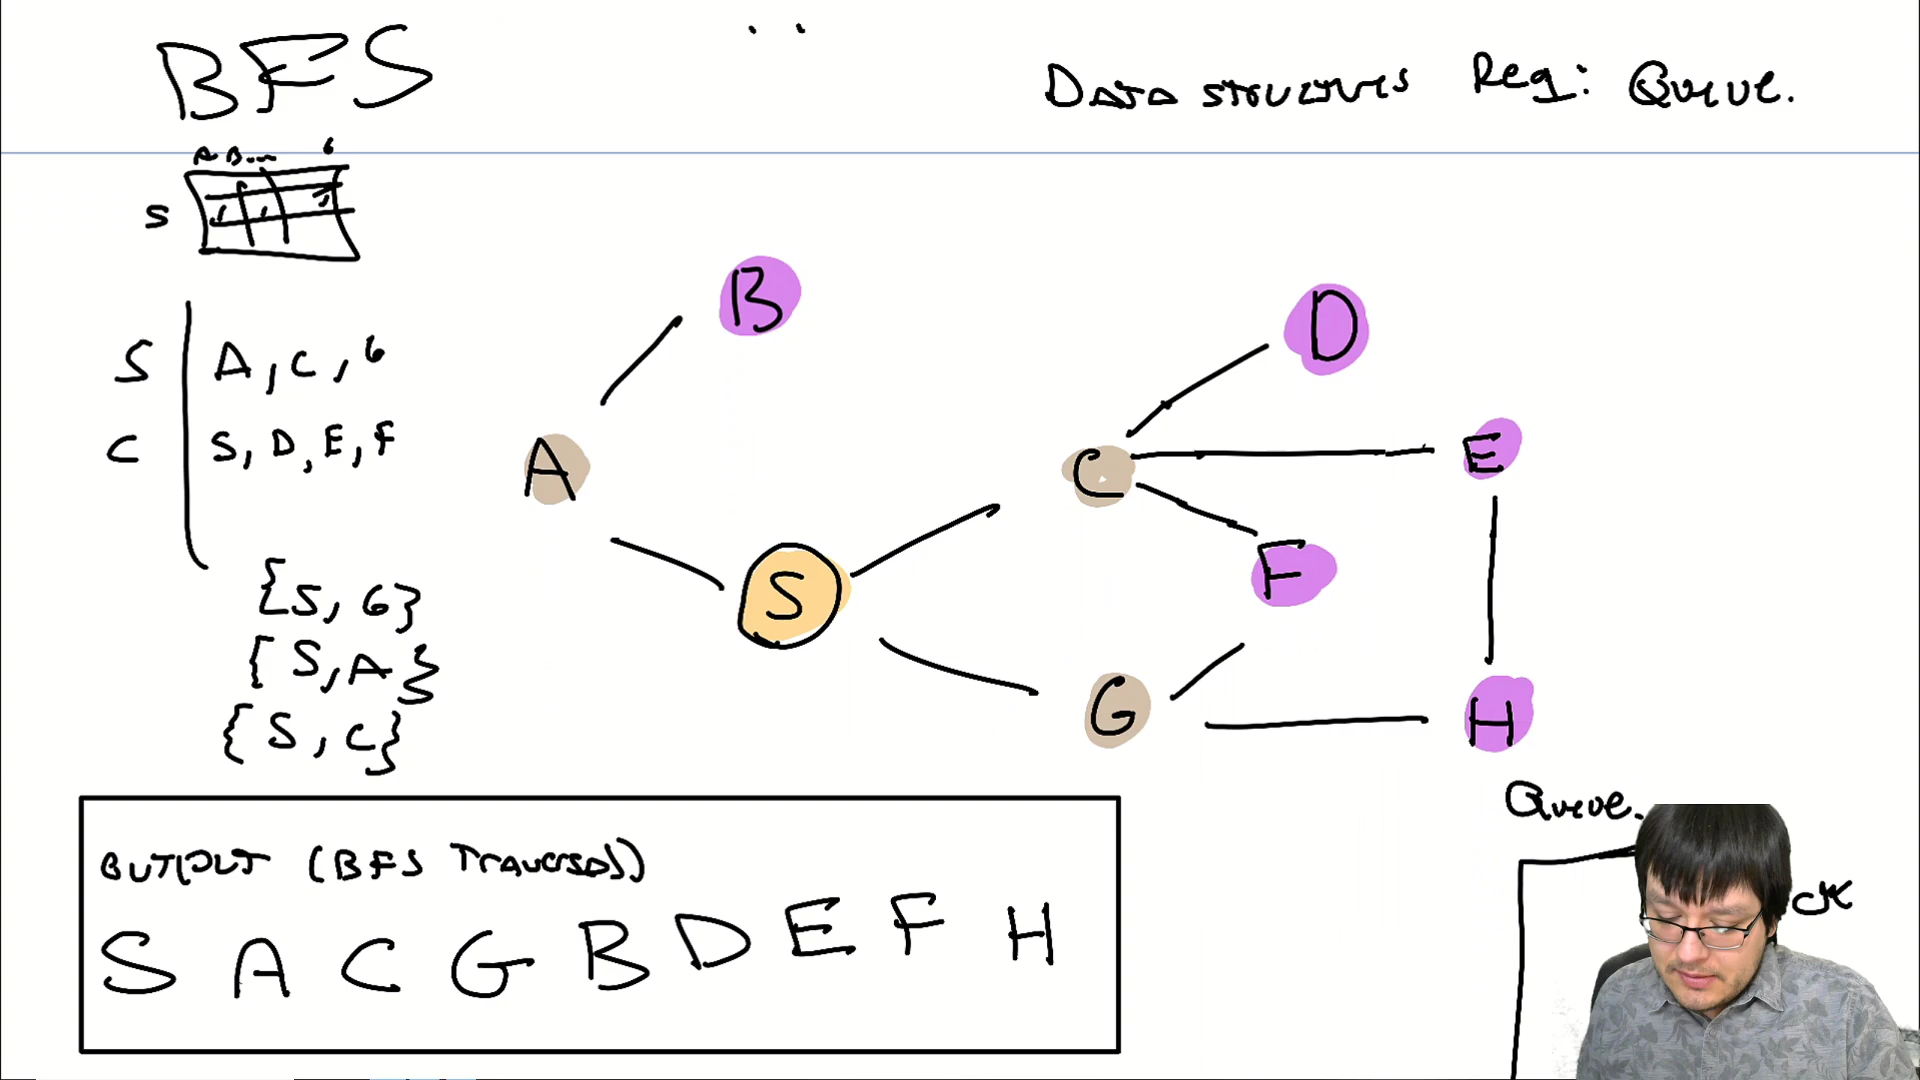 BFS
Data structures Req: Queue.
A B... G
S
S A, C, G
C S, D, E, F
{S, G}
{S, A}
{S, C}
B
D
A
C
E
S
F
G
H
Queue.
Output (BFS Traversal)
S A C G B D E F H